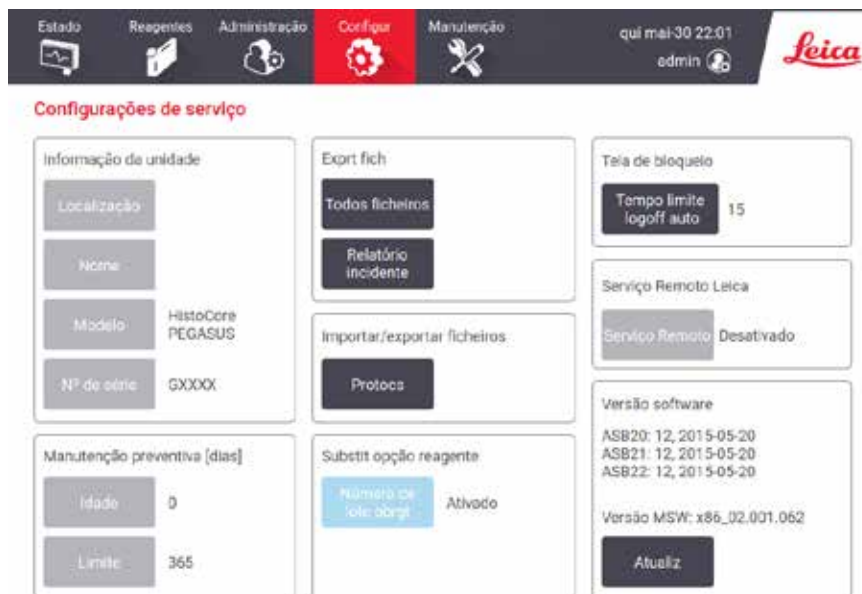 Estado
Reagentes
Administração
Configur
Manutenção
qui mai-30 22:01
admin
Leica
Configurações de serviço
Informação da unidade
Localização
Nome
Modelo
HistoCore
PEGASUS
Nº de série
GXXXX
Manutenção preventiva [dias]
Idade
0
Limite
365
Exprt fich
Todos ficheiros
Relatório
incidente
Importar/exportar ficheiros
Protocs
Substit opção reagente
Número de
lote obrgt
Ativado
Tela de bloqueio
Tempo limite
logoff auto
15
Serviço Remoto Leica
Serviço Remoto
Desativado
Versão software
ASB20: 12, 2015-05-20
ASB21: 12, 2015-05-20
ASB22: 12, 2015-05-20
Versão MSW: x86_02.001.062
Atualiz